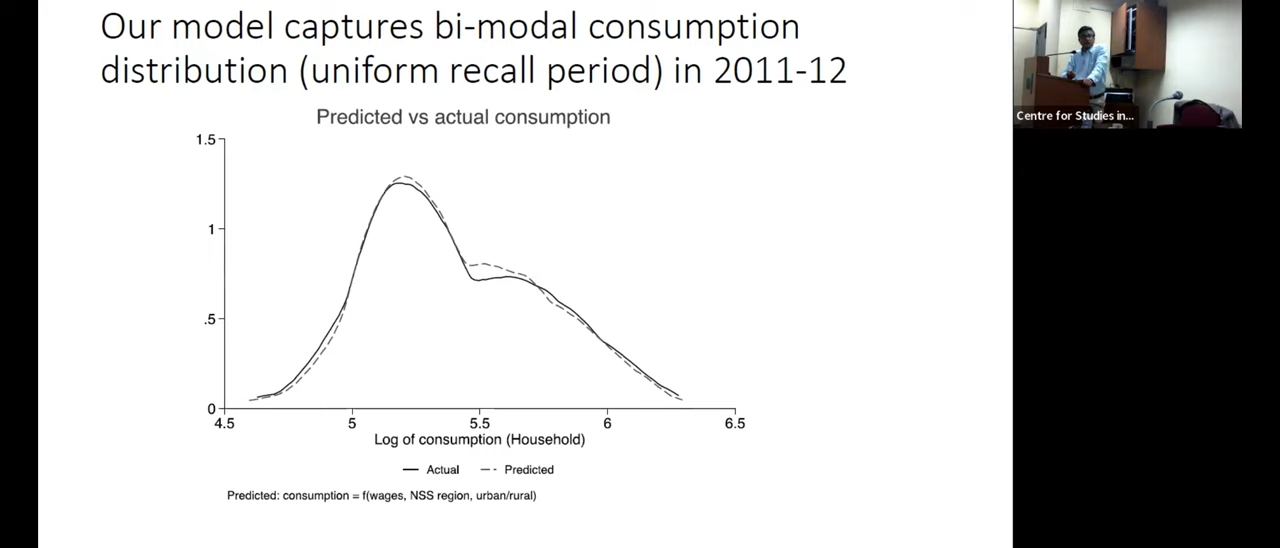 Our model captures bi-modal consumption
distribution (uniform recall period) in 2011-12
Predicted vs actual consumption
1.5
1
.5
0
4.5 5 5.5 6 6.5
Log of consumption (Household)
Actual Predicted
Predicted: consumption = f(wages, NSS region, urban/rural)
Centre for Studies in...